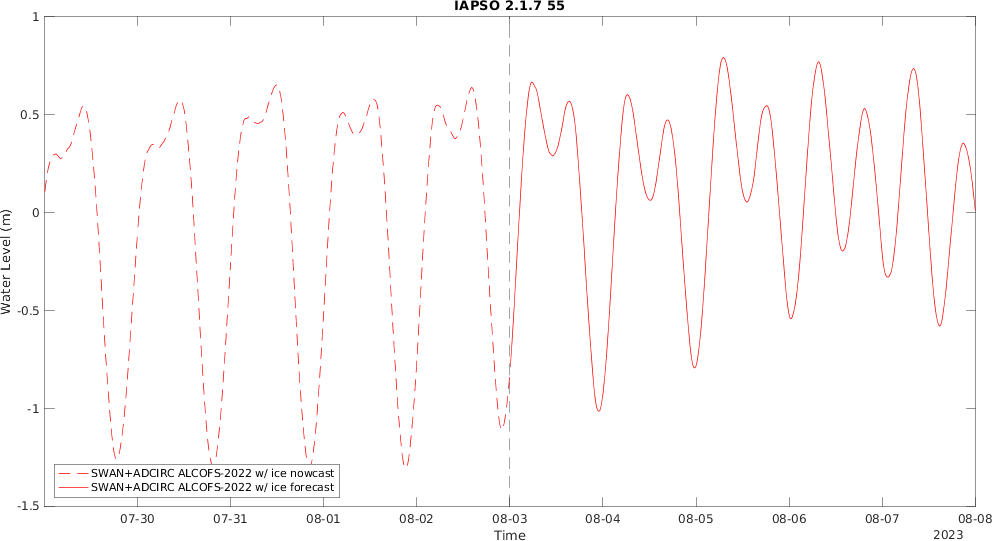 IAPSO 2.1.7 55
1
0.5
0
-0.5
-1
-1.5
Water Level (m)
SWAN+ADCIRC ALCOFS-2022 w/ ice nowcast
SWAN+ADCIRC ALCOFS-2022 w/ ice forecast
07-30 07-31 08-01 08-02 08-03 08-04 08-05 08-06 08-07 08-08
Time
2023